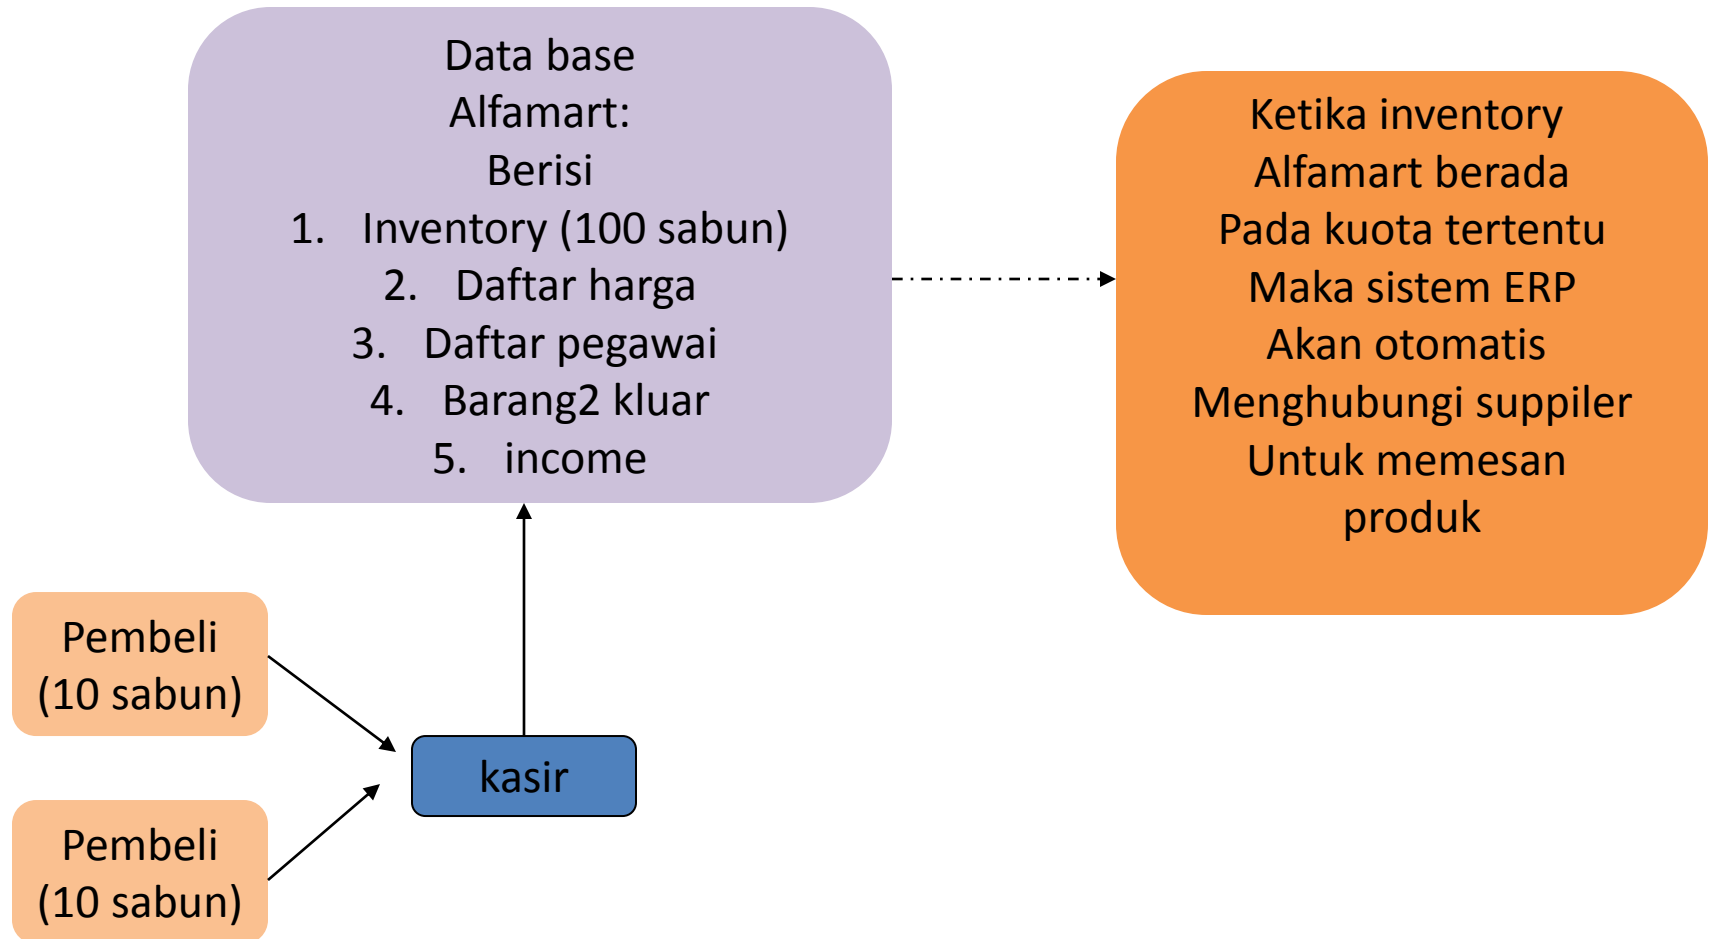 Data base
Alfamart:
Berisi
1. Inventory (100 sabun)
2. Daftar harga
3. Daftar pegawai
4. Barang2 kluar
5. income
Ketika inventory
Alfamart berada
Pada kuota tertentu
Maka sistem ERP
Akan otomatis
Menghubungi suppiler
Untuk memesan
produk
Pembeli
(10 sabun)
kasir
Pembeli
(10 sabun)